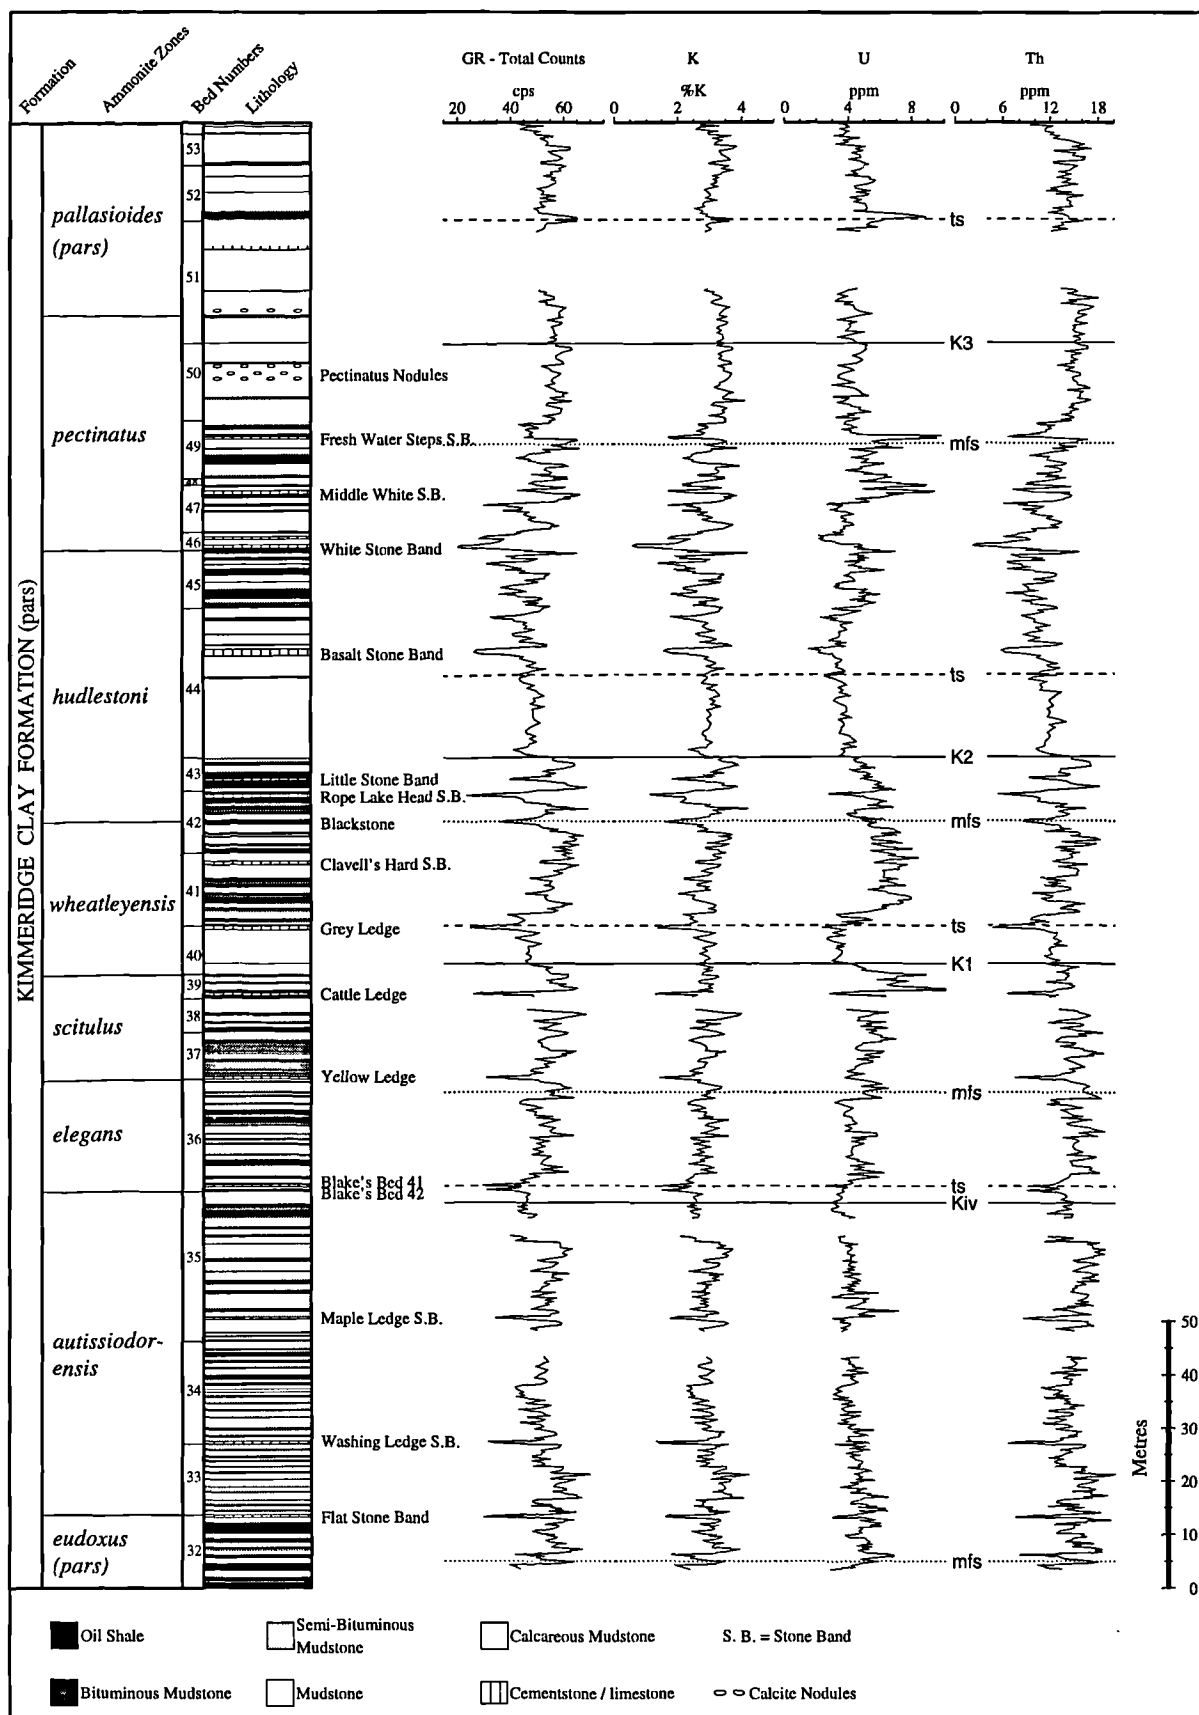 Formation
Ammonite Zones
Bed Numbers
Lithology
GR - Total Counts
K
U
Th
cps
%K
ppm
ppm
20 40 60
0 2 4
0 4 8
0 6 12 18
KIMMERIDGE CLAY FORMATION (pars)
53
52
pallasioides
(pars)
ts
51
K3
50
Pectinatus Nodules
pectinatus
49
Fresh Water Steps S.B.
mfs
48
Middle White S.B.
47
46
White Stone Band
45
Basalt Stone Band
ts
44
hudlestoni
K2
43
Little Stone Band
Rope Lake Head S.B.
42
Blackstone
mfs
Clavell's Hard S.B.
41
wheatleyensis
Grey Ledge
ts
40
K1
39
Cattle Ledge
38
scitulus
37
Yellow Ledge
mfs
elegans
36
Blake's Bed 41
Blake's Bed 42
ts
Kiv
35
Maple Ledge S.B.
autissiodor-
ensis
34
Washing Ledge S.B.
33
Flat Stone Band
eudoxus
(pars)
32
mfs
50
40
30
20
10
0
Metres
Oil Shale
Semi-Bituminous
Mudstone
Calcareous Mudstone
S. B. = Stone Band
Bituminous Mudstone
Mudstone
Cementstone / limestone
Calcite Nodules